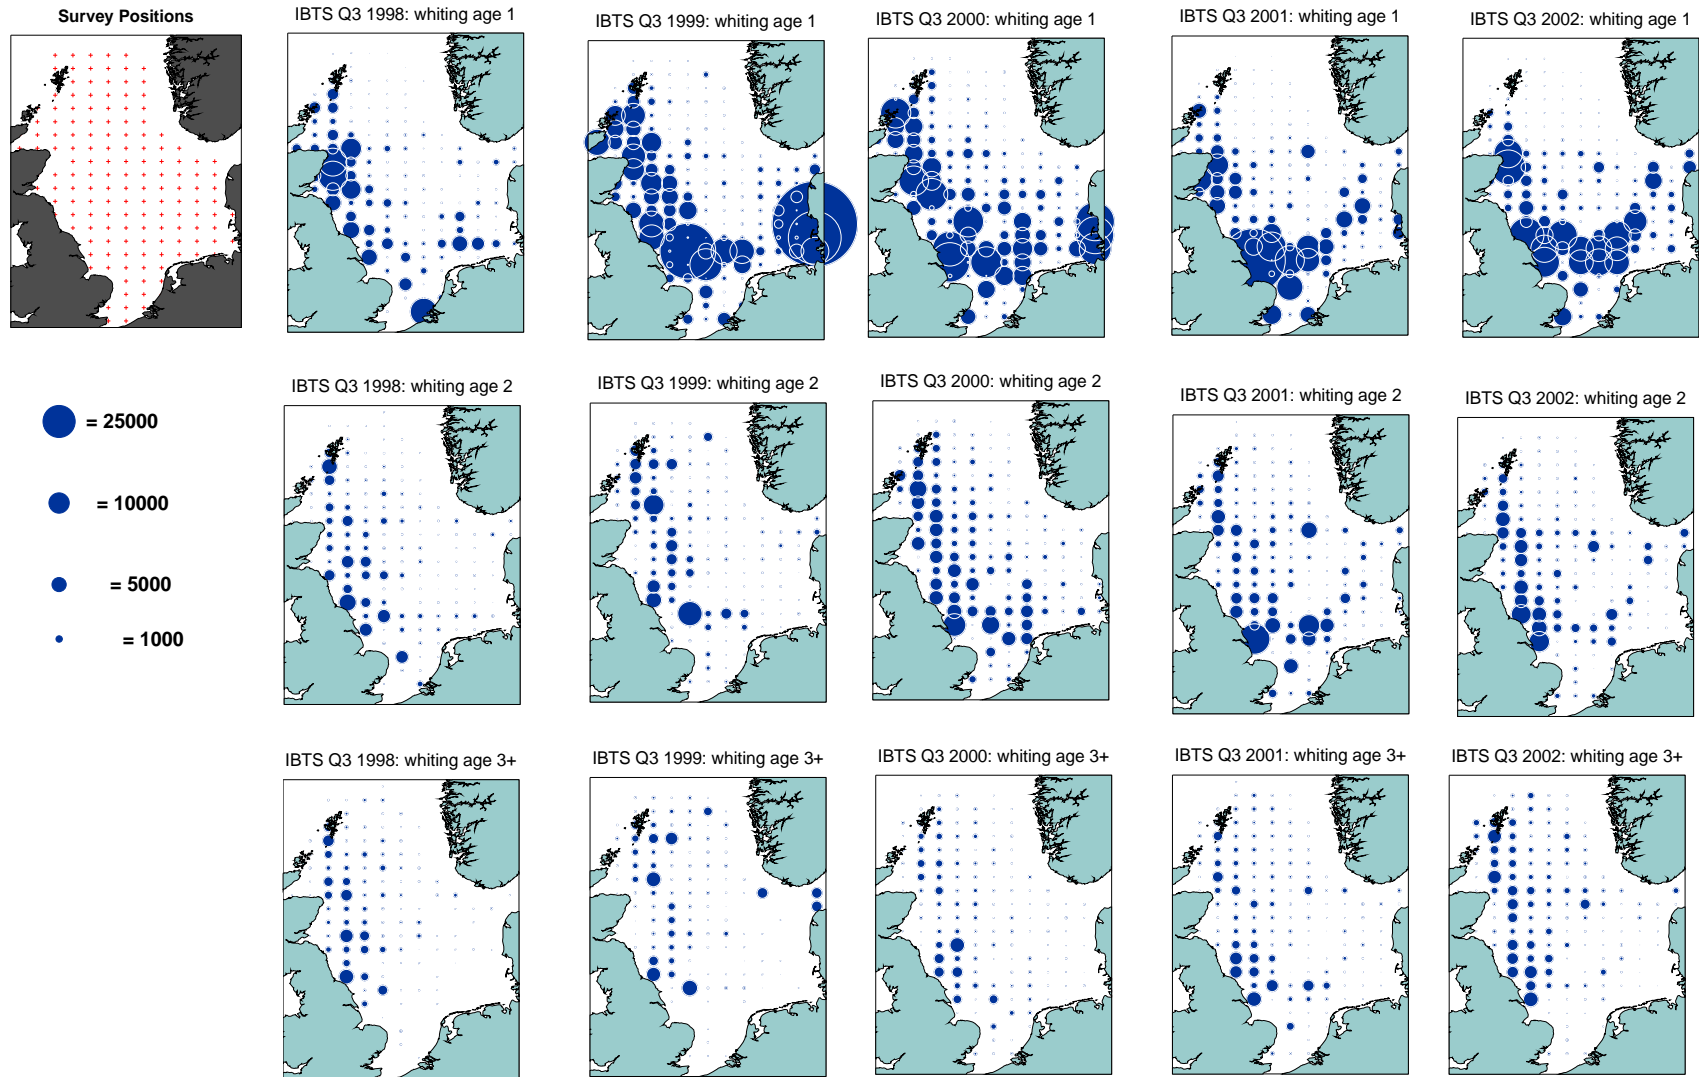 Survey Positions
IBTS Q3 1998: whiting age 1
IBTS Q3 1999: whiting age 1
IBTS Q3 2000: whiting age 1
IBTS Q3 2001: whiting age 1
IBTS Q3 2002: whiting age 1
IBTS Q3 1998: whiting age 2
IBTS Q3 1999: whiting age 2
IBTS Q3 2000: whiting age 2
IBTS Q3 2001: whiting age 2
IBTS Q3 2002: whiting age 2
= 25000
= 10000
= 5000
= 1000
IBTS Q3 1998: whiting age 3+
IBTS Q3 1999: whiting age 3+
IBTS Q3 2000: whiting age 3+
IBTS Q3 2001: whiting age 3+
IBTS Q3 2002: whiting age 3+